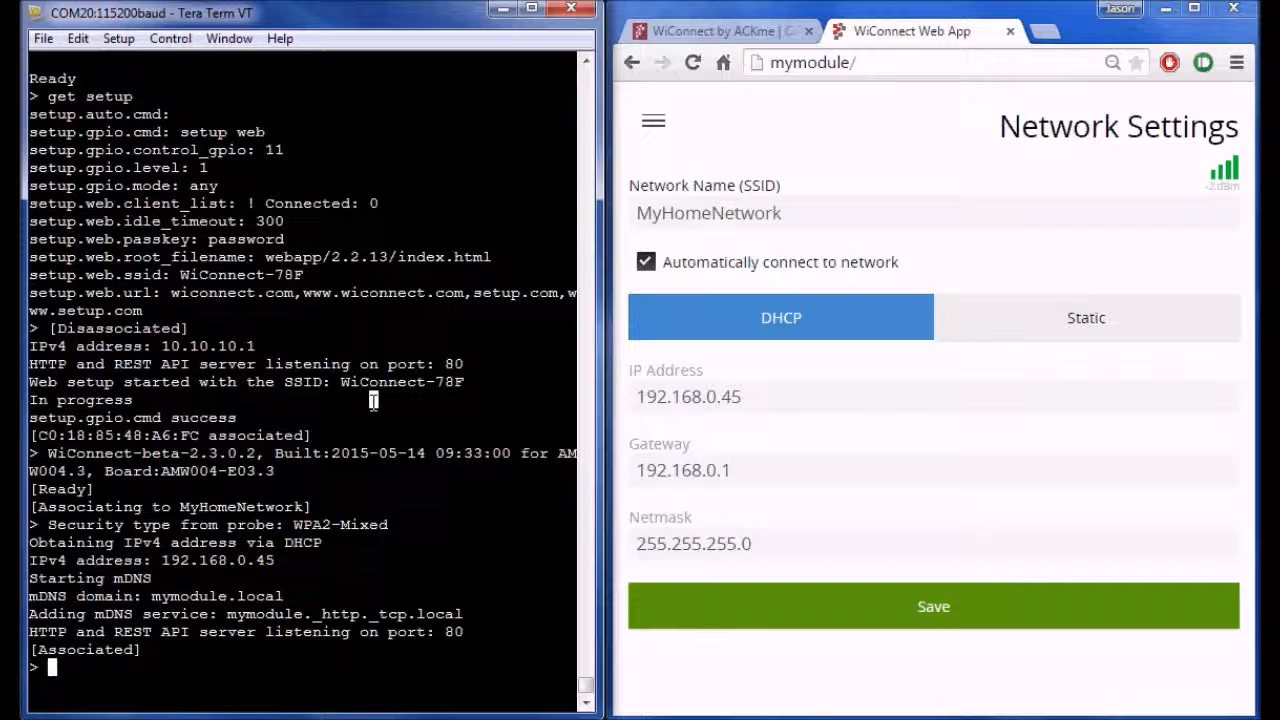 COM20:115200baud - Tera Term VT
File Edit Setup Control Window Help
Ready
> get setup
setup.auto.cmd:
setup.gpio.cmd: setup web
setup.gpio.control_gpio: 11
setup.gpio.level: 1
setup.gpio.mode: any
setup.web.client_list: ! Connected: 0
setup.web.idle_timeout: 300
setup.web.passkey: password
setup.web.root_filename: webapp/2.2.13/index.html
setup.web.ssid: WiConnect-78F
setup.web.url: wiconnect.com,www.wiconnect.com,setup.com,w
ww.setup.com
> [Disassociated]
IPv4 address: 10.10.10.1
HTTP and REST API server listening on port: 80
Web setup started with the SSID: WiConnect-78F
In progress
setup.gpio.cmd success
[C0:18:85:48:A6:FC associated]
> WiConnect-beta-2.3.0.2, Built:2015-05-14 09:33:00 for AM
W004.3, Board:AMW004-E03.3
[Ready]
[Associating to MyHomeNetwork]
> Security type from probe: WPA2-Mixed
Obtaining IPv4 address via DHCP
IPv4 address: 192.168.0.45
Starting mDNS
mDNS domain: mymodule.local
Adding mDNS service: mymodule._http._tcp.local
HTTP and REST API server listening on port: 80
[Associated]
>
Jason
WiConnect by ACKme | C
WiConnect Web App
mymodule/
Network Settings
-2 dBm
Network Name (SSID)
MyHomeNetwork
Automatically connect to network
DHCP Static
IP Address
192.168.0.45
Gateway
192.168.0.1
Netmask
255.255.255.0
Save